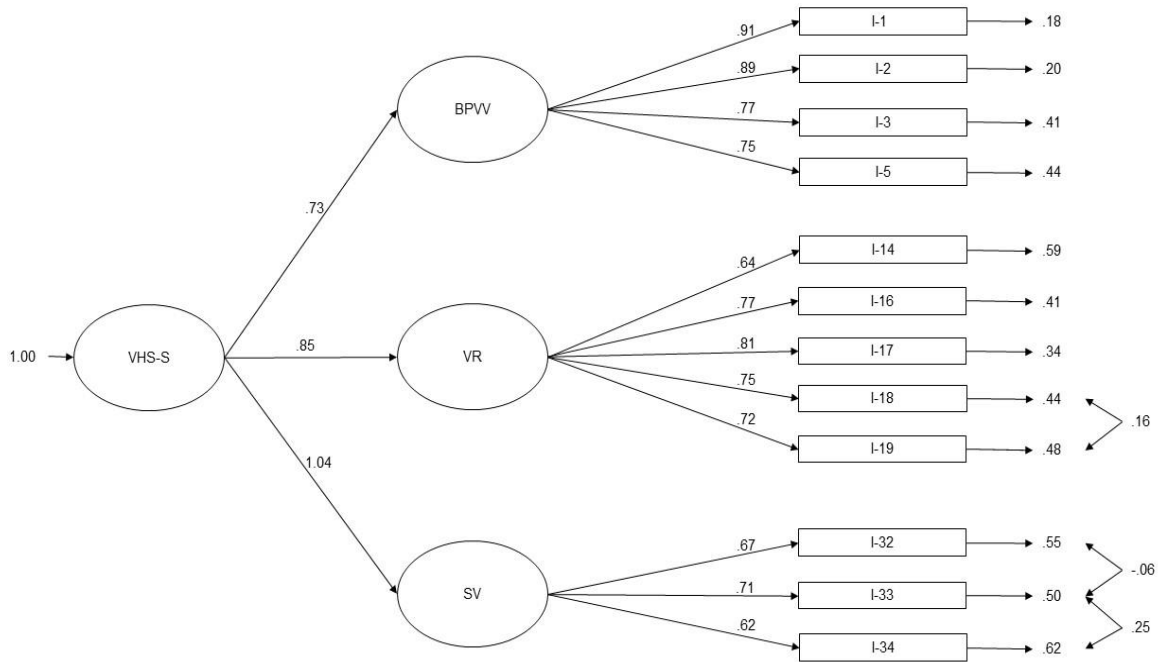 .91
I-1
.18
.89
I-2
.20
BPVV
.77
I-3
.41
.75
I-5
.44
.73
.64
I-14
.59
.77
I-16
.41
1.00
VHS-S
.85
VR
.81
I-17
.34
.75
I-18
.44
.16
.72
I-19
.48
1.04
.67
I-32
.55
-.06
SV
.71
I-33
.50
.25
.62
I-34
.62